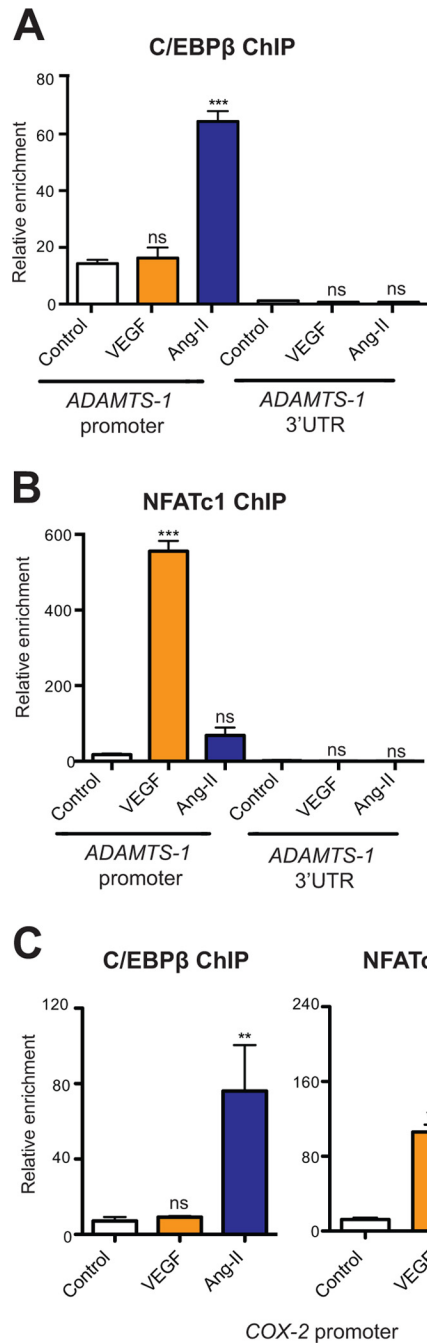 A
C/EBPβ ChIP
Relative enrichment
80
60
40
20
0
ns
***
ns
ns
Control
VEGF
Ang-II
Control
VEGF
Ang-II
ADAMTS-1
promoter
ADAMTS-1
3'UTR
B
NFATc1 ChIP
Relative enrichment
600
400
200
0
***
ns
ns
ns
Control
VEGF
Ang-II
Control
VEGF
Ang-II
ADAMTS-1
promoter
ADAMTS-1
3'UTR
C
C/EBPβ ChIP
Relative enrichment
120
80
40
0
ns
**
Control
VEGF
Ang-II
NFATc
240
160
80
0
Control
VEGF
COX-2 promoter